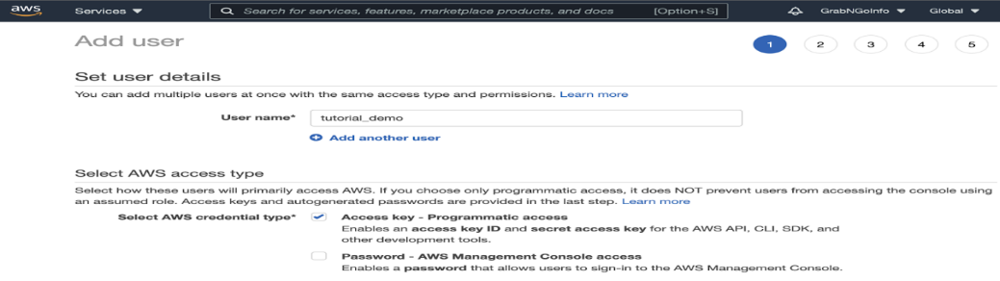 aws Services Search for services, features, marketplace products, and docs [Option+S] GrabNGoInfo Global
Add user 1 2 3 4 5
Set user details
You can add multiple users at once with the same access type and permissions. Learn more
User name* tutorial_demo
Add another user
Select AWS access type
Select how these users will primarily access AWS. If you choose only programmatic access, it does NOT prevent users from accessing the console using
an assumed role. Access keys and autogenerated passwords are provided in the last step. Learn more
Select AWS credential type* Access key - Programmatic access
Enables an access key ID and secret access key for the AWS API, CLI, SDK, and
other development tools.
Password - AWS Management Console access
Enables a password that allows users to sign-in to the AWS Management Console.